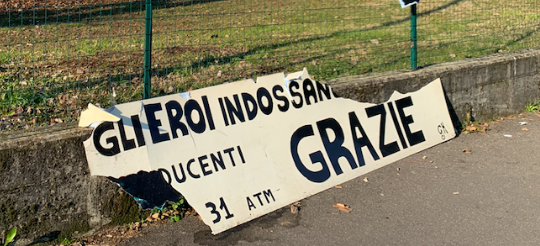 GLI EROI INDOSSAN
DUCENTI
GRAZIE
31 ATM